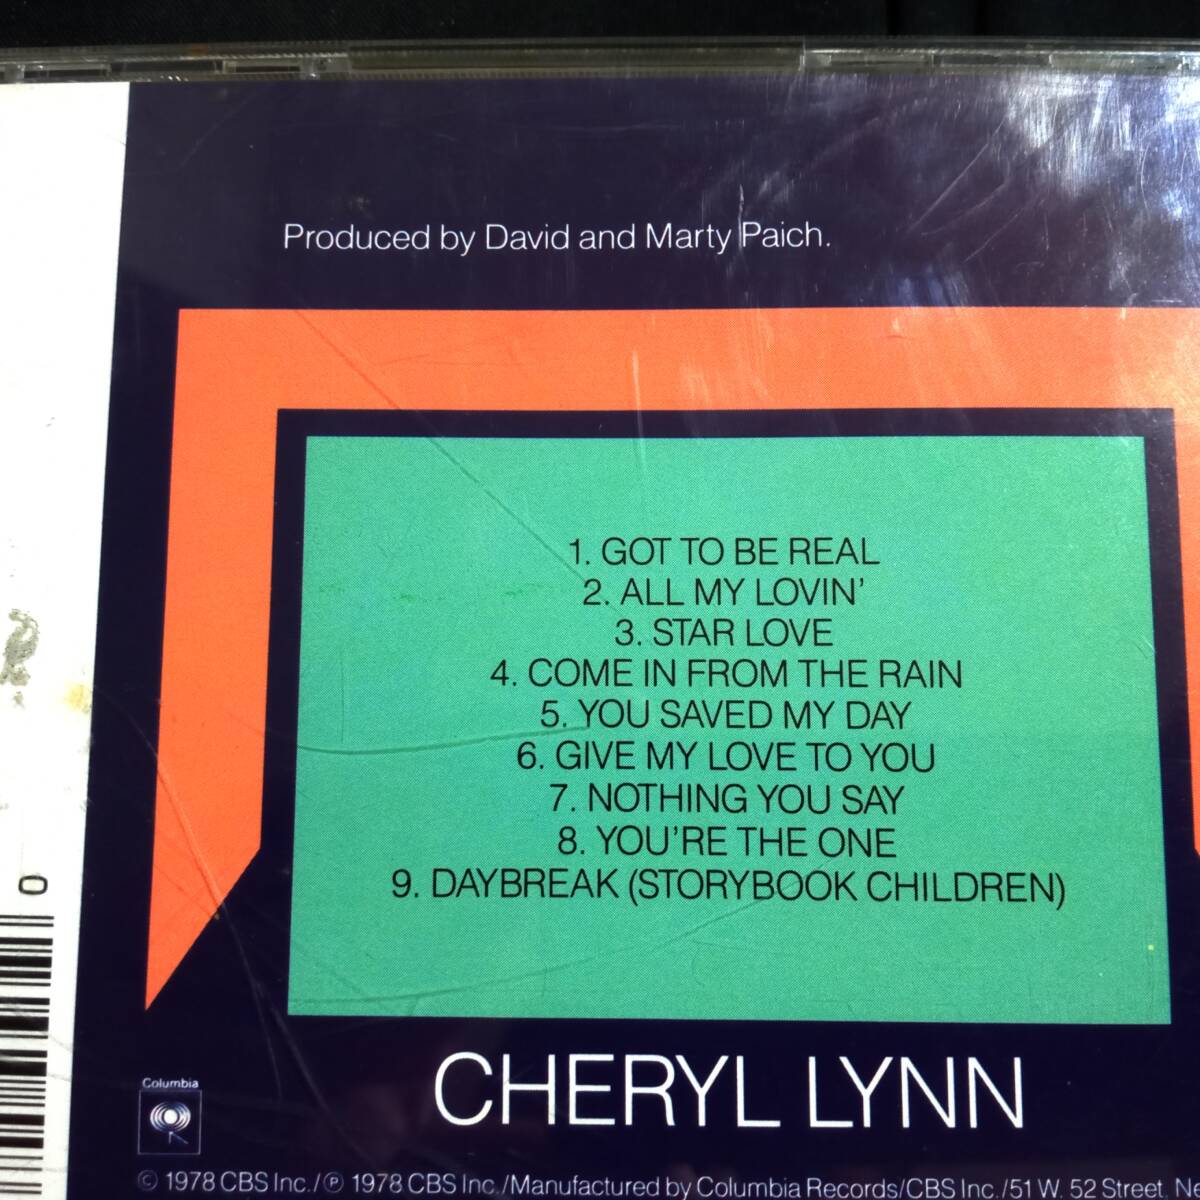 Produced by David and Marty Paich.
1. GOT TO BE REAL
2. ALL MY LOVIN'
3. STAR LOVE
4. COME IN FROM THE RAIN
5. YOU SAVED MY DAY
6. GIVE MY LOVE TO YOU
7. NOTHING YOU SAY
8. YOU'RE THE ONE
9. DAYBREAK (STORYBOOK CHILDREN)
0
CHERYL LYNN
Columbia
© 1978 CBS Inc./℗ 1978 CBS Inc./Manufactured by Columbia Records/CBS Inc./51 W. 52 Street, N